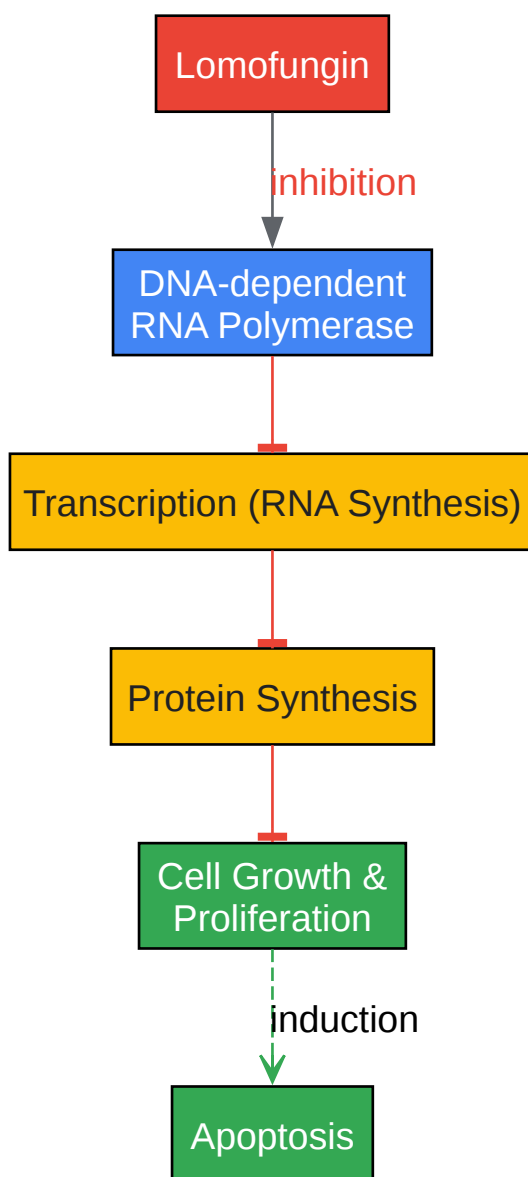 Lomofungin
inhibition
DNA-dependent
RNA Polymerase
Transcription (RNA Synthesis)
Protein Synthesis
Cell Growth &
Proliferation
induction
Apoptosis